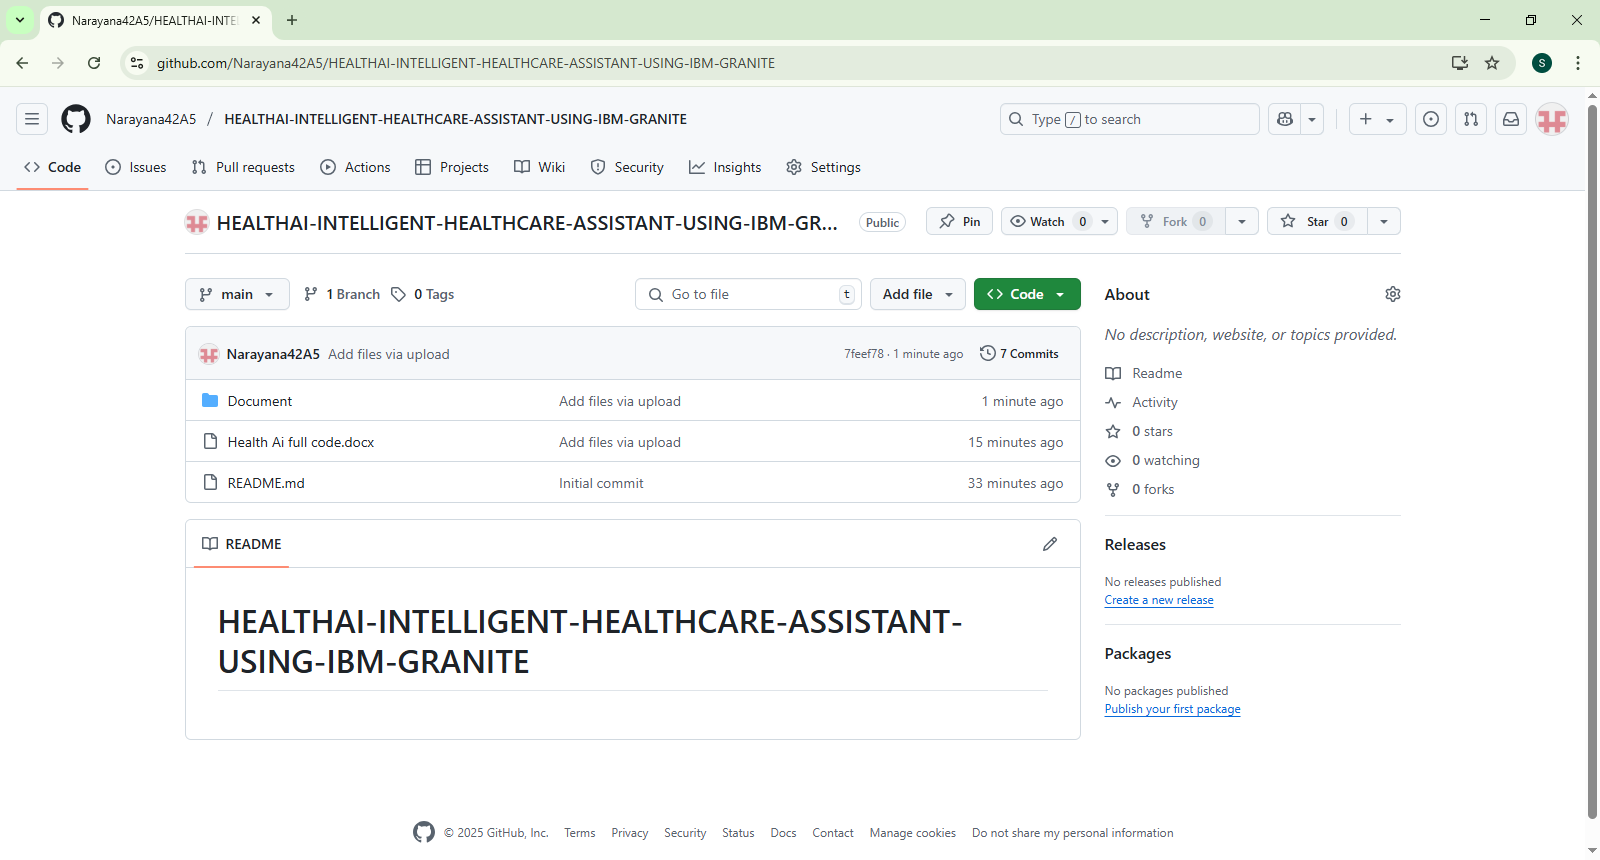 Narayana42A5/HEALTHAI-INTE
github.com/Narayana42A5/HEALTHAI-INTELLIGENT-HEALTHCARE-ASSISTANT-USING-IBM-GRANITE
S
Narayana42A5 / HEALTHAI-INTELLIGENT-HEALTHCARE-ASSISTANT-USING-IBM-GRANITE
Type / to search
Code Issues Pull requests Actions Projects Wiki Security Insights Settings
HEALTHAI-INTELLIGENT-HEALTHCARE-ASSISTANT-USING-IBM-GR... Public
Pin Watch 0 Fork 0 Star 0
main 1 Branch 0 Tags
Go to file t Add file Code
Narayana42A5 Add files via upload 7feef78 · 1 minute ago 7 Commits
Document Add files via upload 1 minute ago
Health Ai full code.docx Add files via upload 15 minutes ago
README.md Initial commit 33 minutes ago
README
HEALTHAI-INTELLIGENT-HEALTHCARE-ASSISTANT-
USING-IBM-GRANITE
About
No description, website, or topics provided.
Readme
Activity
0 stars
0 watching
0 forks
Releases
No releases published
Create a new release
Packages
No packages published
Publish your first package
© 2025 GitHub, Inc. Terms Privacy Security Status Docs Contact Manage cookies Do not share my personal information